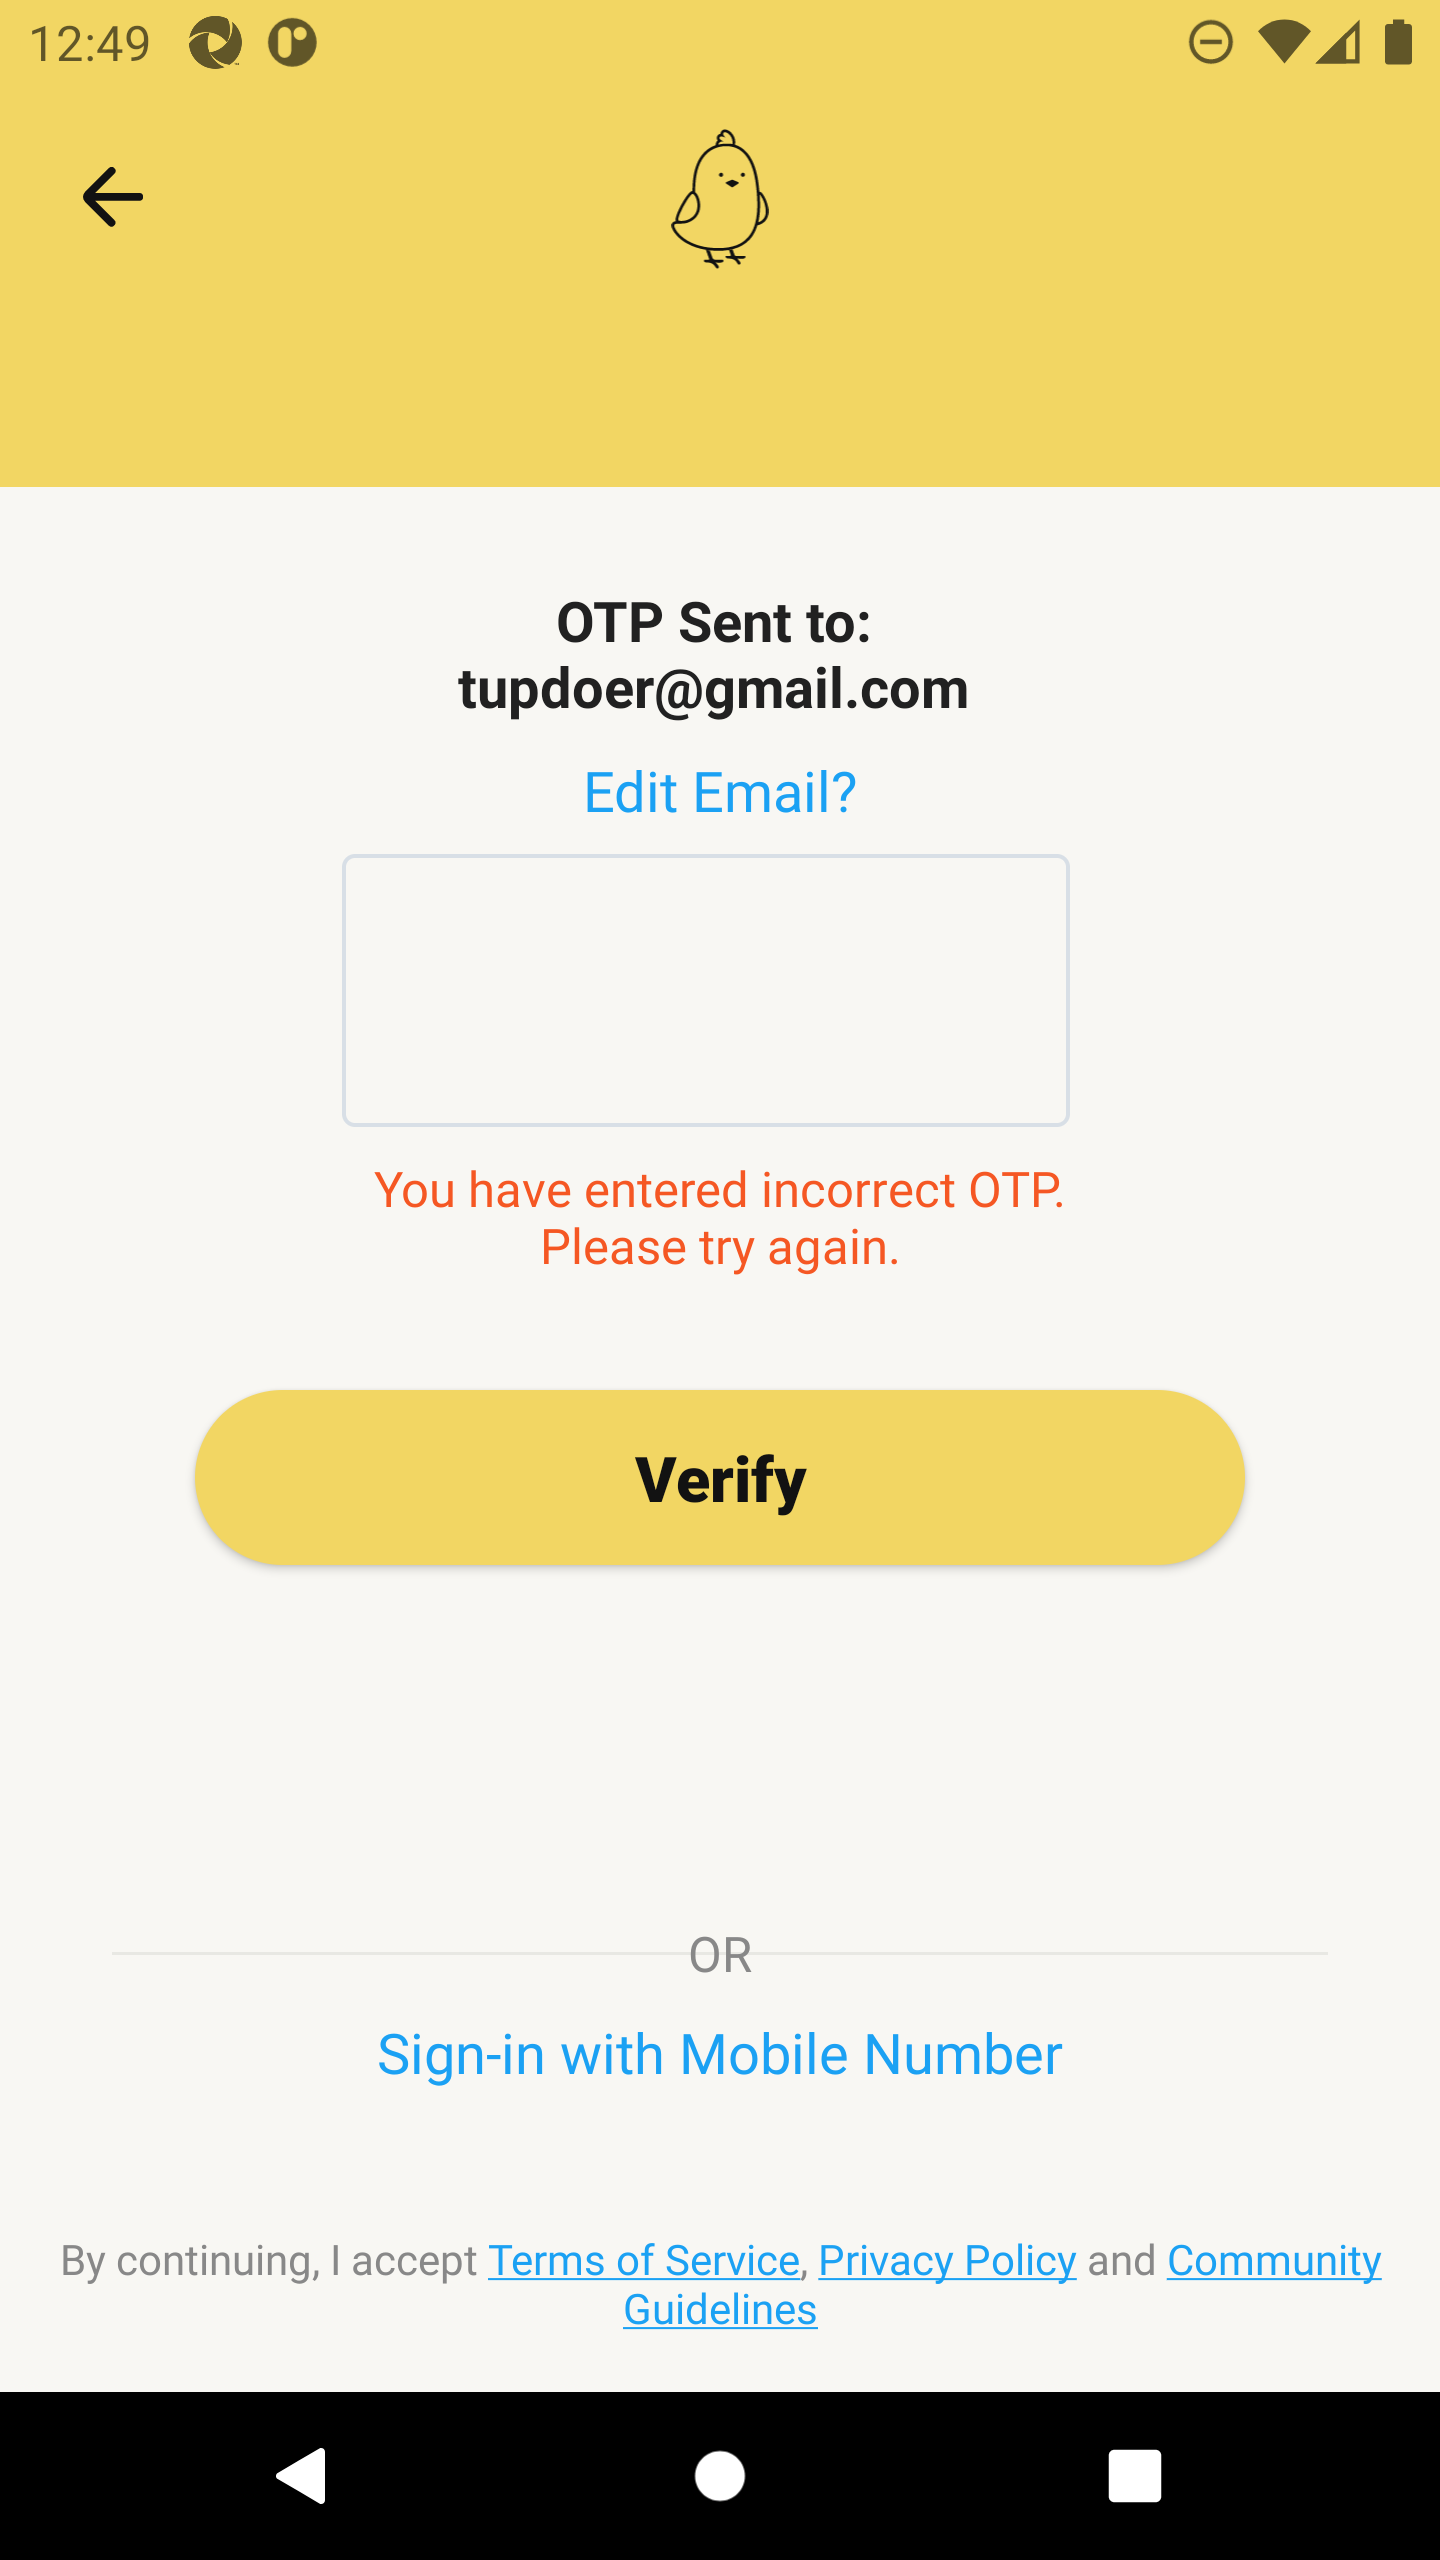 12:49
OTP Sent to:
tupdoer@gmail.com
Edit Email?
You have entered incorrect OTP.
Please try again.
Verify
OR
Sign-in with Mobile Number
By continuing, I accept Terms of Service, Privacy Policy and Community
Guidelines